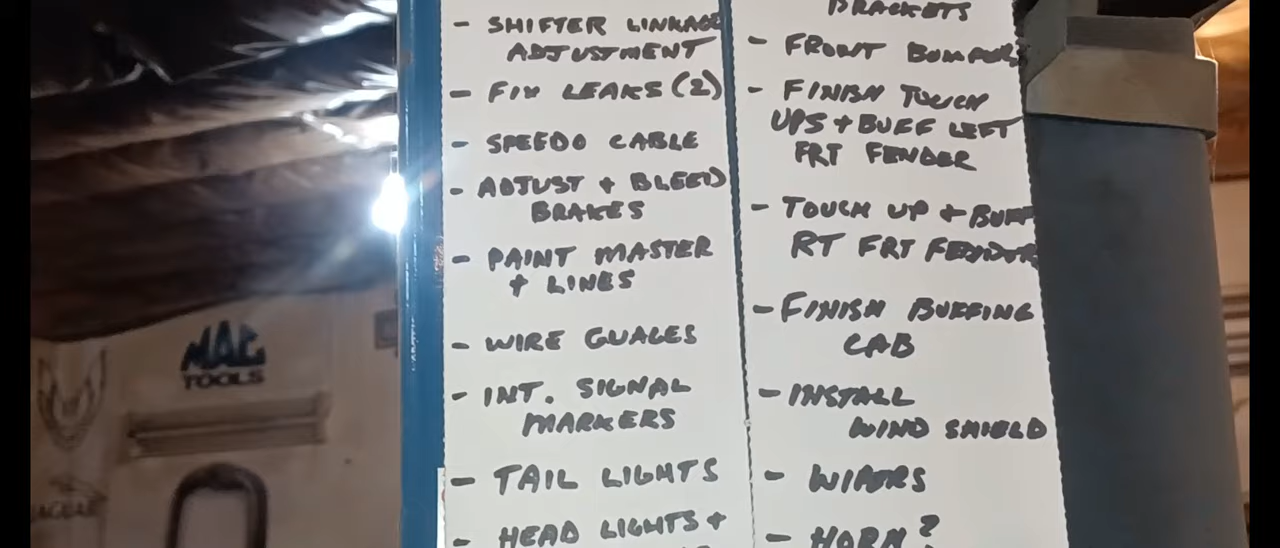 - SHIFTER LINKAGE
ADJUSTMENT
- FIX LEAKS (2)
- SPEEDO CABLE
- ADJUST + BLEED
BRAKES
- PAINT MASTER
+ LINES
- WIRE GUAGES
- INT. SIGNAL
MARKERS
- TAIL LIGHTS
- HEAD LIGHTS +
BRACKETS
- FRONT BUMPER
- FINISH TOUCH
UPS + BUFF LEFT
FRT FENDER
- TOUCH UP + BUFF
RT FRT FENDER
- FINISH BUFFING
CAB
- INSTALL
WIND SHIELD
- WIPERS
- HORN?
MAC
TOOLS